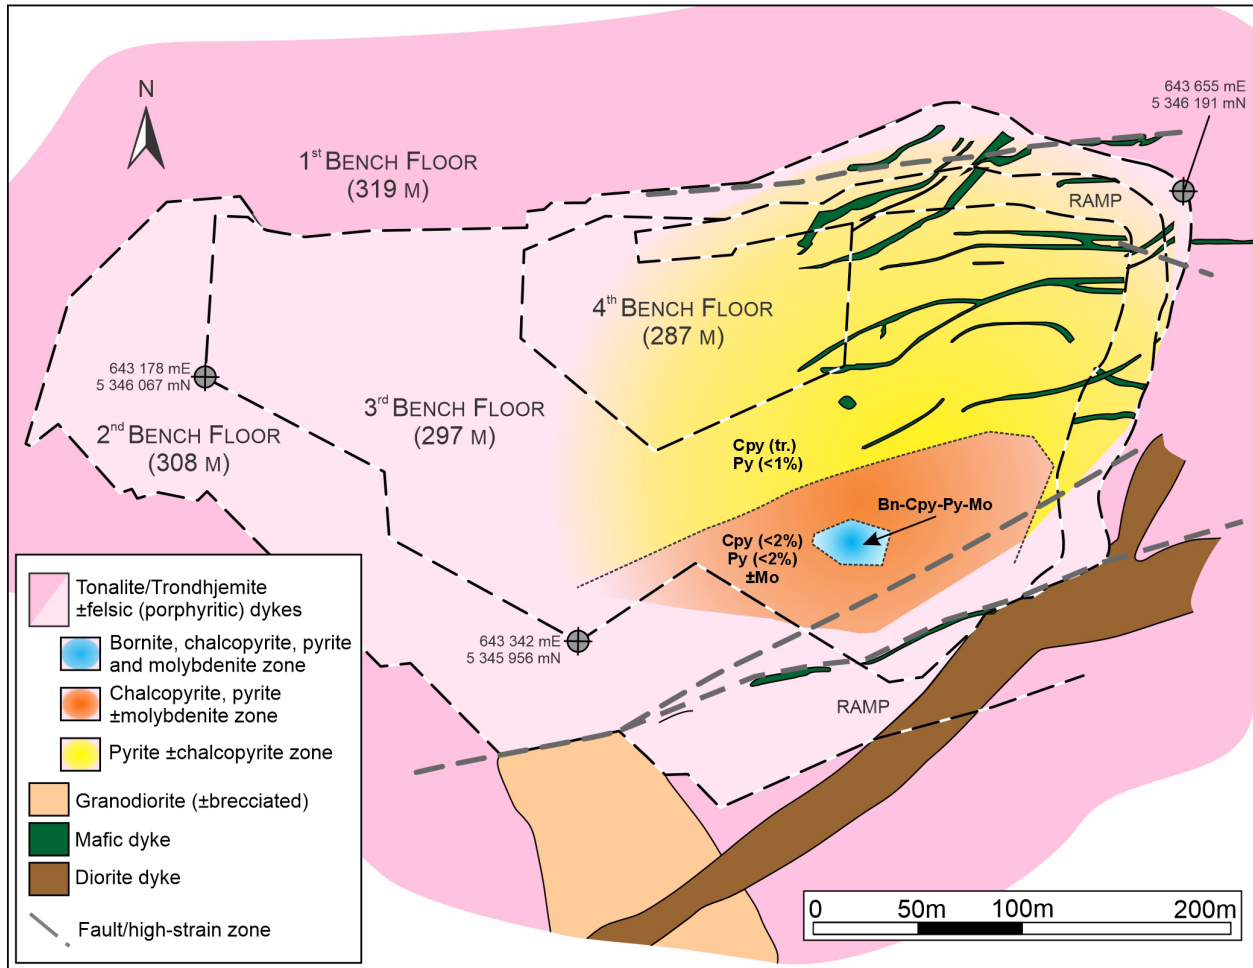 N
1st BENCH FLOOR
(319 M)
643 655 mE
5 346 191 mN
RAMP
4th BENCH FLOOR
(287 M)
643 178 mE
5 346 067 mN
3rd BENCH FLOOR
(297 M)
2nd BENCH FLOOR
(308 M)
Cpy (tr.)
Py (<1%)
Bn-Cpy-Py-Mo
Cpy (<2%)
Py (<2%)
±Mo
643 342 mE
5 345 956 mN
RAMP
Tonalite/Trondhjemite
±felsic (porphyritic) dykes
Bornite, chalcopyrite, pyrite
and molybdenite zone
Chalcopyrite, pyrite
±molybdenite zone
Pyrite ±chalcopyrite zone
Granodiorite (±brecciated)
Mafic dyke
Diorite dyke
Fault/high-strain zone
0 50m 100m 200m